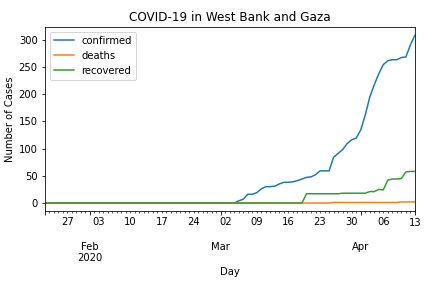 COVID-19 in West Bank and Gaza
confirmed
deaths
recovered
Number of Cases
300
250
200
150
100
50
0
27 03 10 17 24 02 09 16 23 30 06 13
Feb Mar Apr
2020
Day